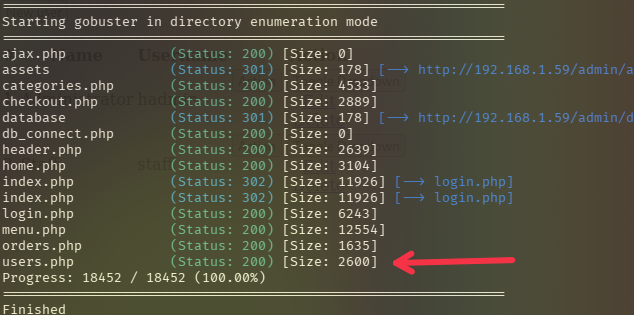 Starting gobuster in directory enumeration mode
ajax.php (Status: 200) [Size: 0]
assets (Status: 301) [Size: 178] [--> http://192.168.1.59/admin/a
categories.php (Status: 200) [Size: 4533]
checkout.php (Status: 200) [Size: 2889]
database (Status: 301) [Size: 178] [--> http://192.168.1.59/admin/d
db_connect.php (Status: 200) [Size: 0]
header.php (Status: 200) [Size: 2639]
home.php (Status: 200) [Size: 3104]
index.php (Status: 302) [Size: 11926] [--> login.php]
index.php (Status: 302) [Size: 11926] [--> login.php]
login.php (Status: 200) [Size: 6243]
menu.php (Status: 200) [Size: 12554]
orders.php (Status: 200) [Size: 1635]
users.php (Status: 200) [Size: 2600]
Progress: 18452 / 18452 (100.00%)
Finished